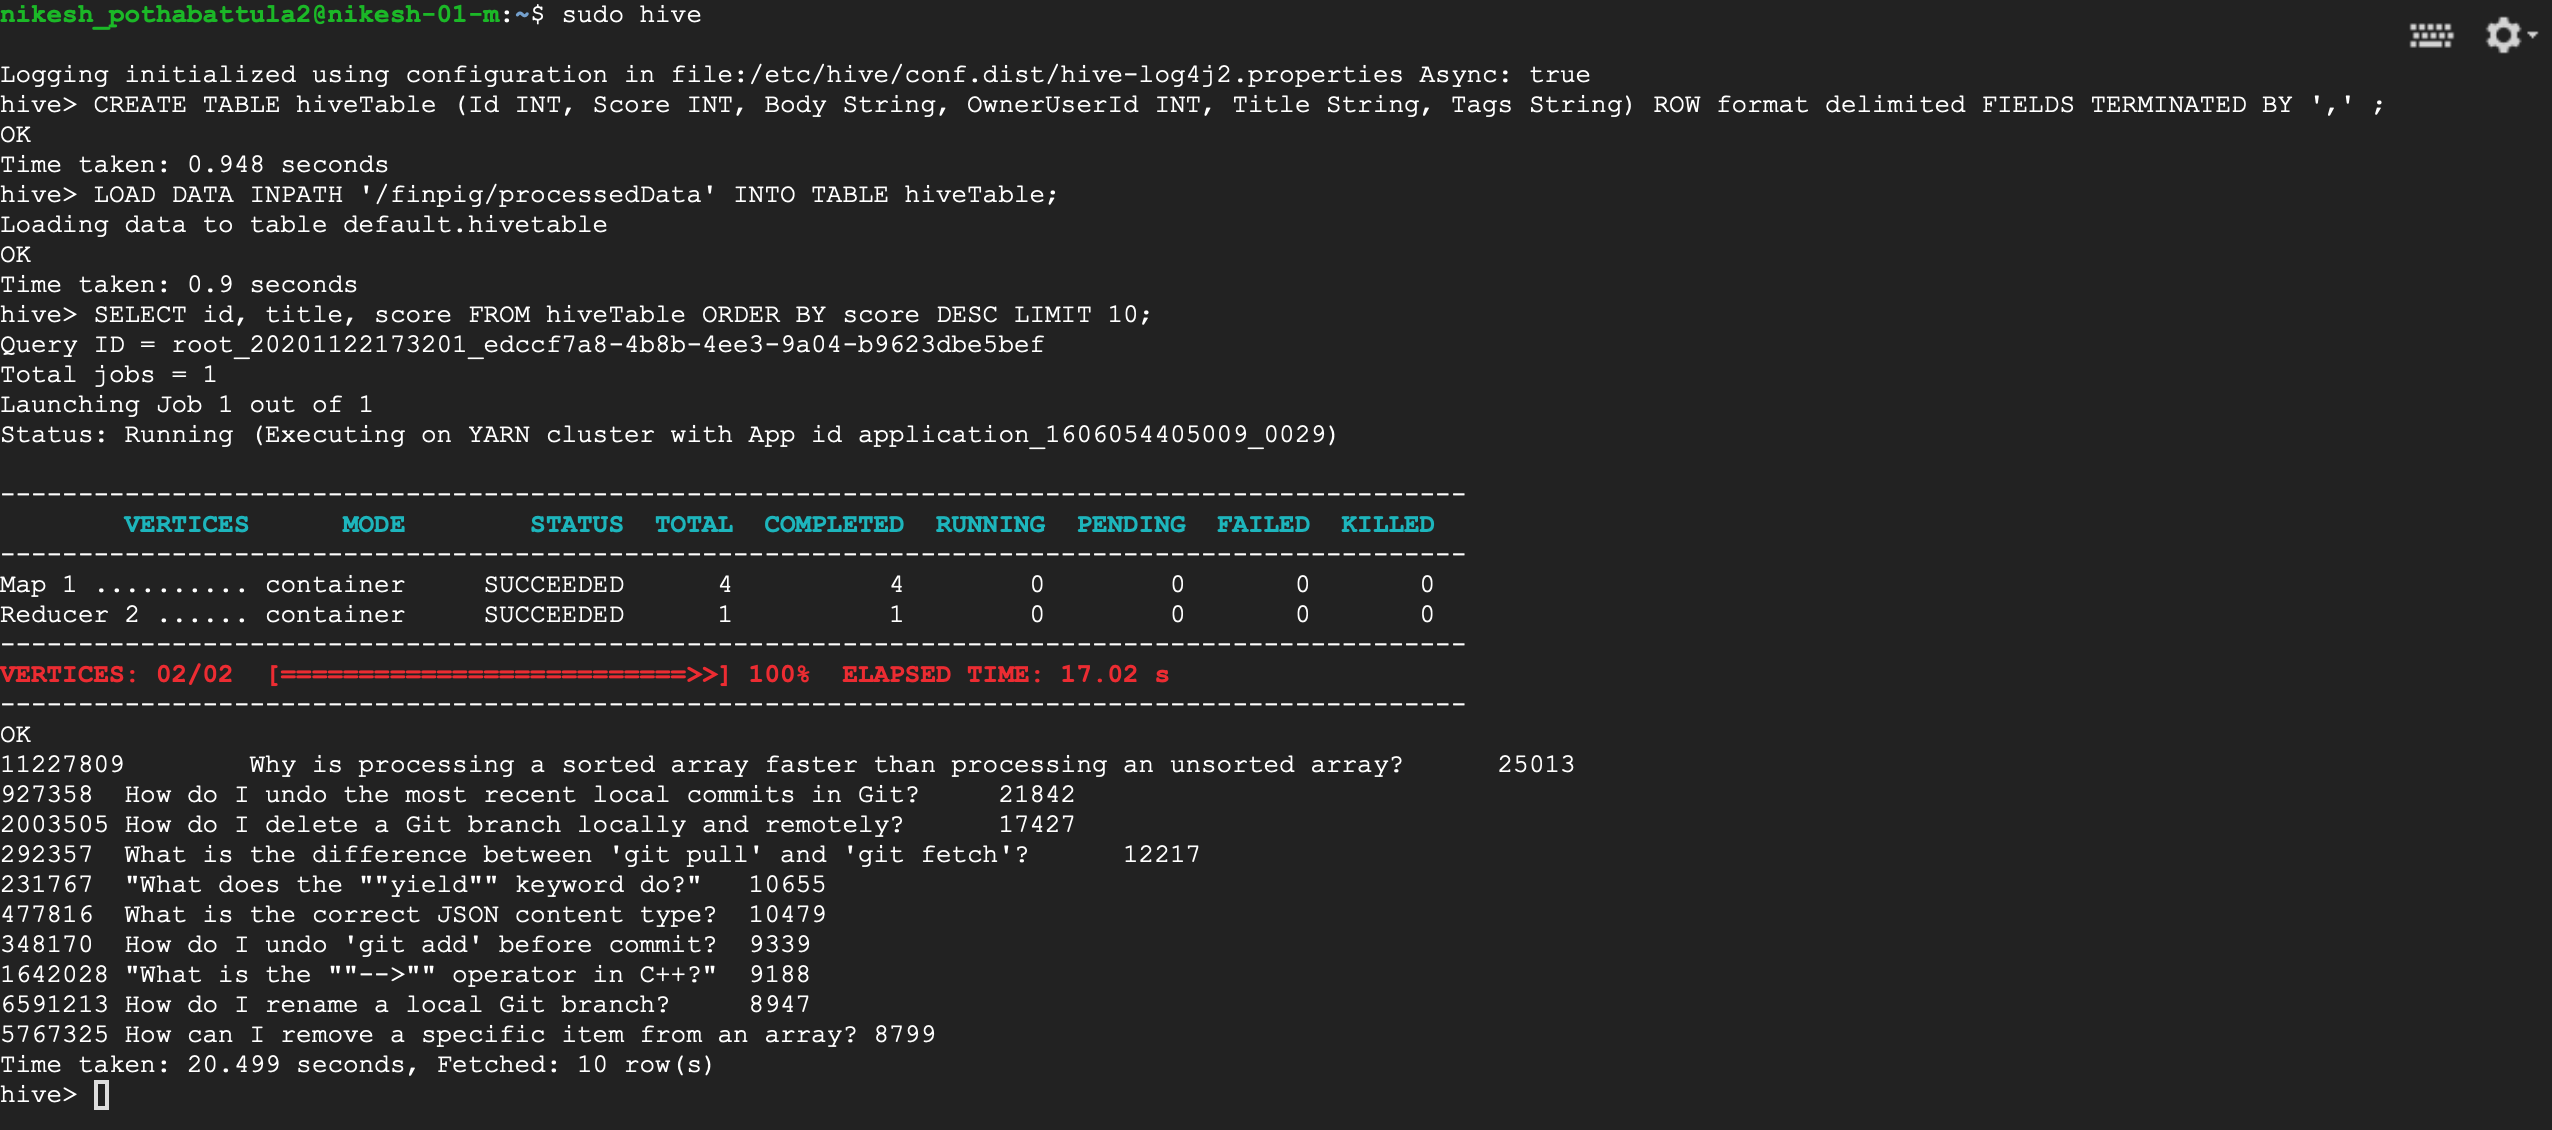 nikesh_pothabattula2@nikesh-01-m:~$ sudo hive
Logging initialized using configuration in file:/etc/hive/conf.dist/hive-log4j2.properties Async: true
hive> CREATE TABLE hiveTable (Id INT, Score INT, Body String, OwnerUserId INT, Title String, Tags String) ROW format delimited FIELDS TERMINATED BY ',' ;
OK
Time taken: 0.948 seconds
hive> LOAD DATA INPATH '/finpig/processedData' INTO TABLE hiveTable;
Loading data to table default.hivetable
OK
Time taken: 0.9 seconds
hive> SELECT id, title, score FROM hiveTable ORDER BY score DESC LIMIT 10;
Query ID = root_20201122173201_edccf7a8-4b8b-4ee3-9a04-b9623dbe5bef
Total jobs = 1
Launching Job 1 out of 1
Status: Running (Executing on YARN cluster with App id application_1606054405009_0029)
----------------------------------------------------------------------------------------------
        VERTICES      MODE        STATUS  TOTAL  COMPLETED  RUNNING  PENDING  FAILED  KILLED
----------------------------------------------------------------------------------------------
Map 1 .......... container     SUCCEEDED      4          4        0        0       0       0
Reducer 2 ...... container     SUCCEEDED      1          1        0        0       0       0
----------------------------------------------------------------------------------------------
VERTICES: 02/02  [==========================>>] 100%  ELAPSED TIME: 17.02 s
----------------------------------------------------------------------------------------------
OK
11227809        Why is processing a sorted array faster than processing an unsorted array?      25013
927358  How do I undo the most recent local commits in Git?     21842
2003505 How do I delete a Git branch locally and remotely?      17427
292357  What is the difference between 'git pull' and 'git fetch'?      12217
231767  "What does the ""yield"" keyword do?"   10655
477816  What is the correct JSON content type?  10479
348170  How do I undo 'git add' before commit?  9339
1642028 "What is the ""-->"" operator in C++?"  9188
6591213 How do I rename a local Git branch?     8947
5767325 How can I remove a specific item from an array? 8799
Time taken: 20.499 seconds, Fetched: 10 row(s)
hive>